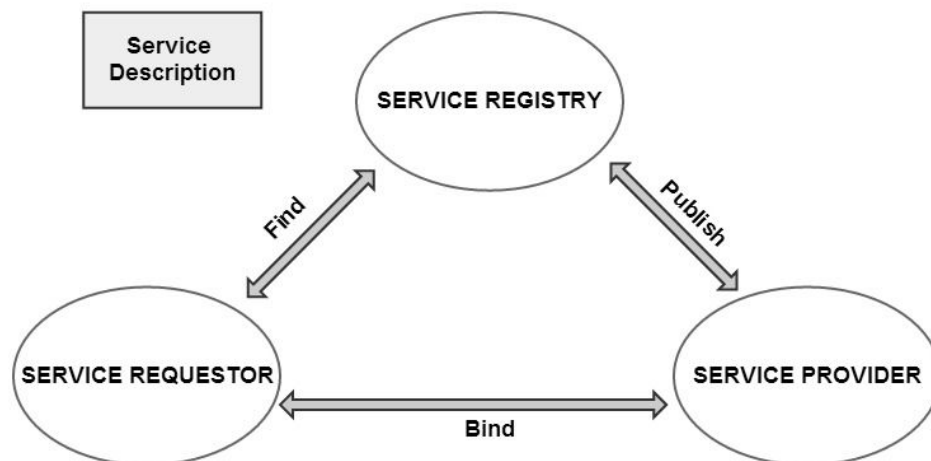 Service
Description
SERVICE REGISTRY
Find
Publish
SERVICE REQUESTOR
SERVICE PROVIDER
Bind